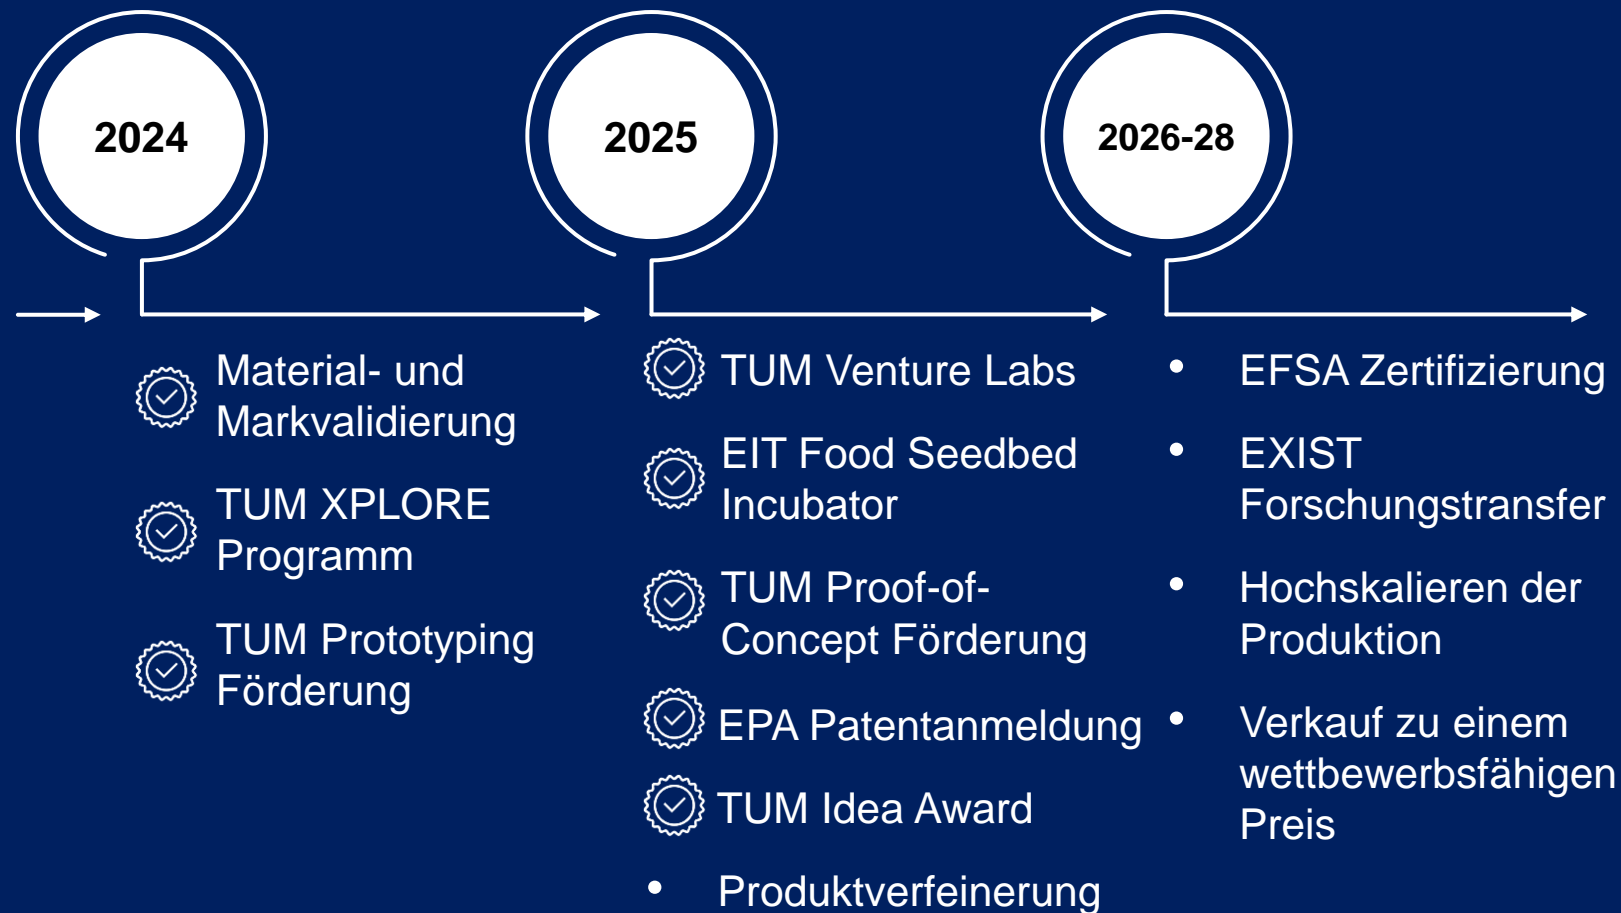 2024
Material- und
Markvalidierung
TUM XPLORE
Programm
TUM Prototyping
Förderung
2025
TUM Venture Labs
EIT Food Seedbed
Incubator
TUM Proof-of-
Concept Förderung
EPA Patentanmeldung
TUM Idea Award
• Produktverfeinerung
2026-28
• EFSA Zertifizierung
• EXIST
Forschungstransfer
• Hochskalieren der
Produktion
• Verkauf zu einem
wettbewerbsfähigen
Preis